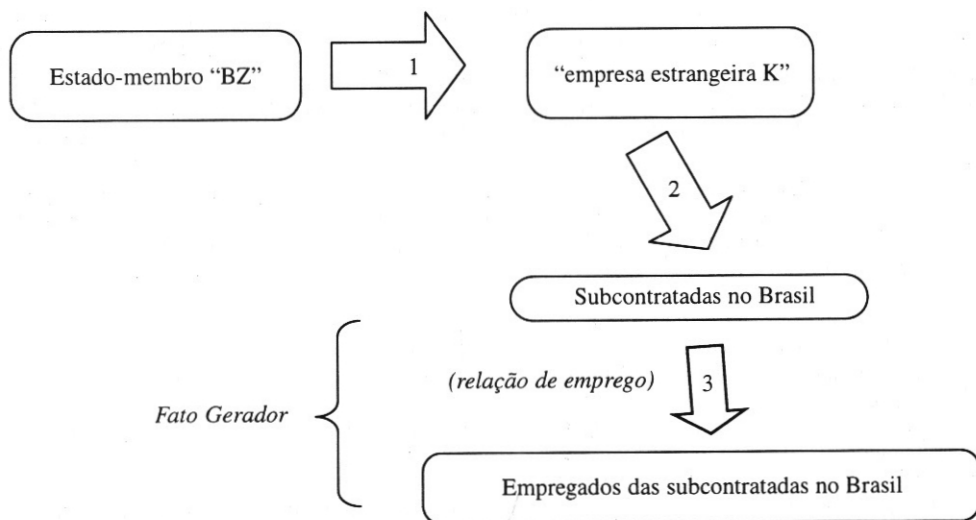 Estado-membro “BZ”
1
“empresa estrangeira K”
2
Subcontratadas no Brasil
(relação de emprego)
3
Fato Gerador
Empregados das subcontratadas no Brasil